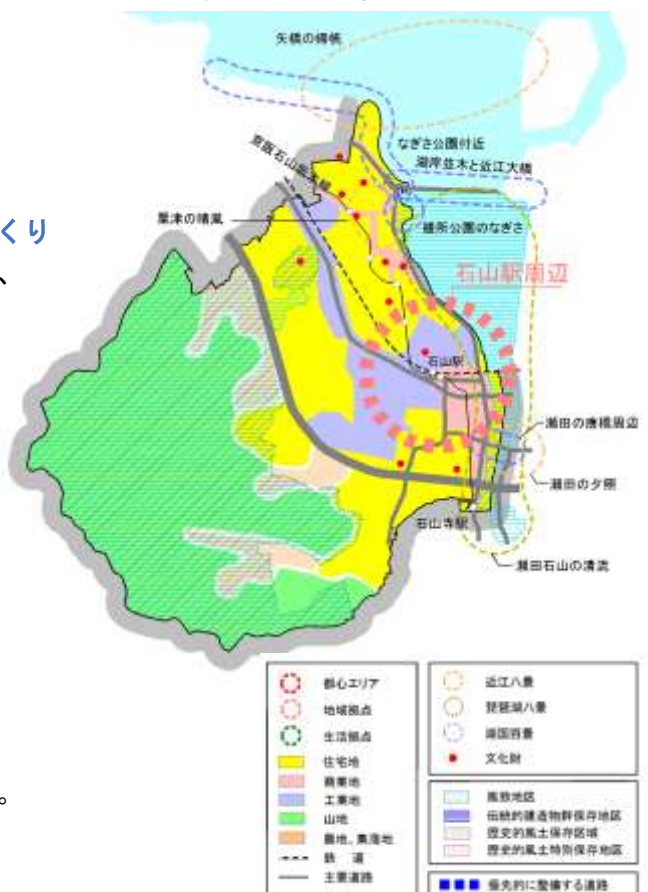 矢橋の帰帆
なぎさ公園付近
湖岸並木と近江大橋
京阪石山坂本線
粟津の晴嵐
膳所公園のなぎさ
くり
、
石山駅周辺
石山駅
瀬田の唐橋周辺
瀬田の夕照
石山寺駅
瀬田石山の清流
都心エリア
地域拠点
生活拠点
住宅地
商業地
工業地
山地
農地、集落地
鉄 道
主要道路
近江八景
琵琶湖八景
湖国百景
文化財
風致地区
伝統的建造物群保存地区
歴史的風土保存区域
歴史的風土特別保存地区
優先的に整備する道路
。